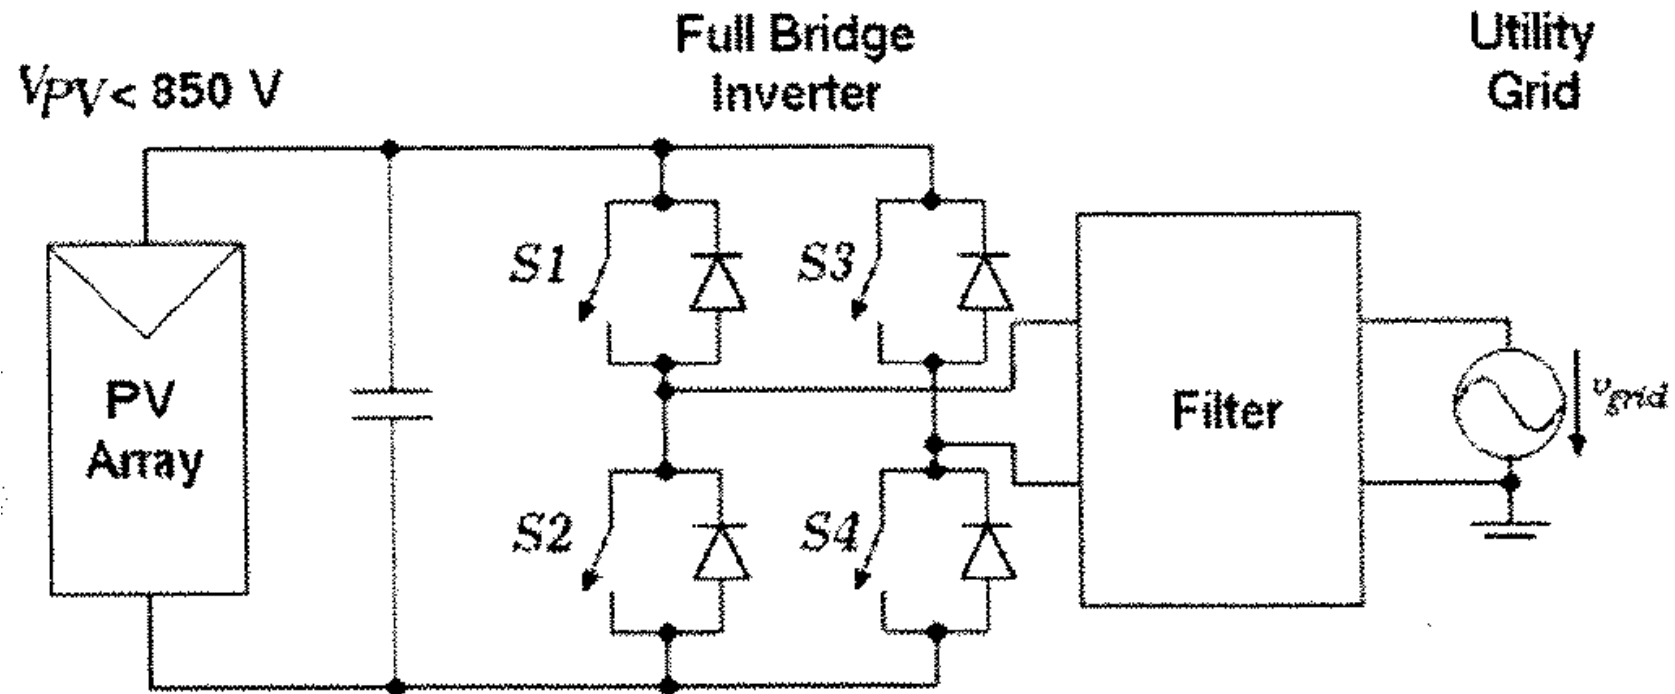 Full Bridge
Inverter
Utility
Grid
VPV< 850 V
S1
S3
PV
Array
Filter
vgrid
S2
S4